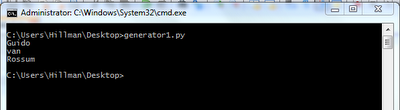 Administrator: C:\Windows\System32\cmd.exe
C:\Users\Hillman\Desktop>generator1.py
Guido
van
Rossum
C:\Users\Hillman\Desktop>